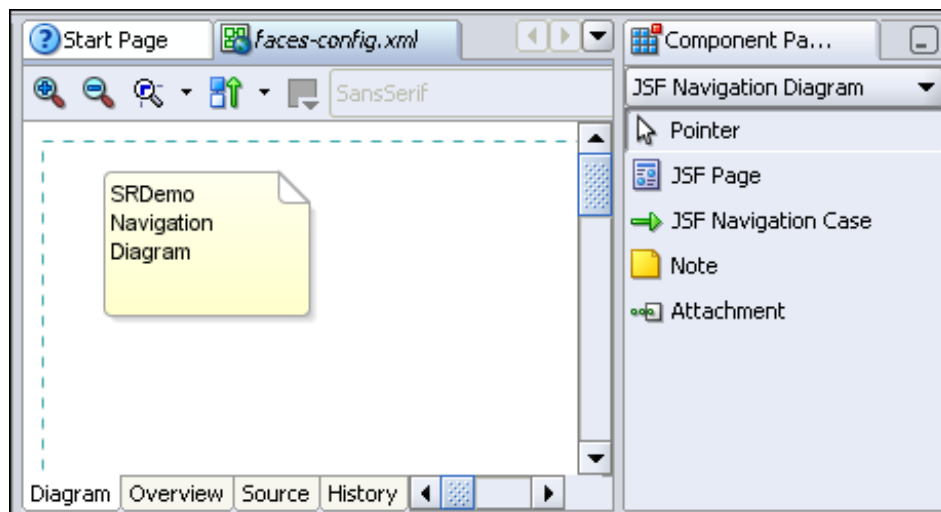 Start Page
faces-config.xml
Component Pa...
SansSerif
JSF Navigation Diagram
Pointer
JSF Page
JSF Navigation Case
Note
Attachment
SRDemo
Navigation
Diagram
Diagram
Overview
Source
History